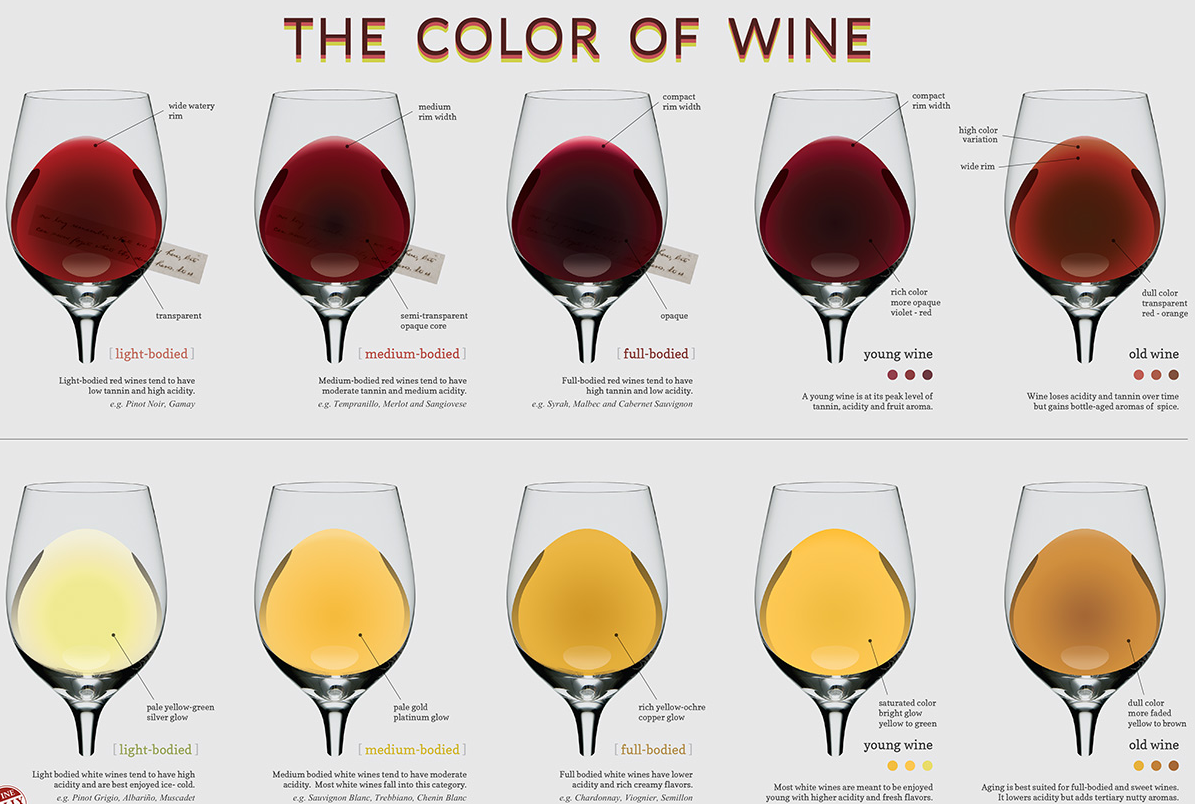 THE COLOR OF WINE
wide watery
rim
transparent
[ light-bodied ]
Light-bodied red wines tend to have
low tannin and high acidity.
e.g. Pinot Noir, Gamay
medium
rim width
semi-transparent
opaque core
[ medium-bodied ]
Medium-bodied red wines tend to have
moderate tannin and medium acidity.
e.g. Tempranillo, Merlot and Sangiovese
compact
rim width
opaque
[ full-bodied ]
Full-bodied red wines tend to have
high tannin and low acidity.
e.g. Syrah, Malbec and Cabernet Sauvignon
compact
rim width
rich color
more opaque
violet - red
young wine
A young wine is at its peak level of
tannin, acidity and fruit aroma.
high color
variation
wide rim
dull color
transparent
red - orange
old wine
Wine loses acidity and tannin over time
but gains bottle-aged aromas of spice.
pale yellow-green
silver glow
[ light-bodied ]
Light bodied white wines tend to have high
acidity and are best enjoyed ice- cold.
e.g. Pinot Grigio, Albariño, Muscadet
pale gold
platinum glow
[ medium-bodied ]
Medium bodied white wines tend to have moderate
acidity. Most white wines fall into this category.
e.g. Sauvignon Blanc, Trebbiano, Chenin Blanc
rich yellow-ochre
copper glow
[ full-bodied ]
Full bodied white wines have lower
acidity and rich creamy flavors.
e.g. Chardonnay, Viognier, Semillon
saturated color
bright glow
yellow to green
young wine
Most white wines are meant to be enjoyed
young with higher acidity and fresh flavors.
dull color
more faded
yellow to brown
old wine
Aging is best suited for full-bodied and sweet wines.
It lowers acidity but adds tertiary nutty aromas.